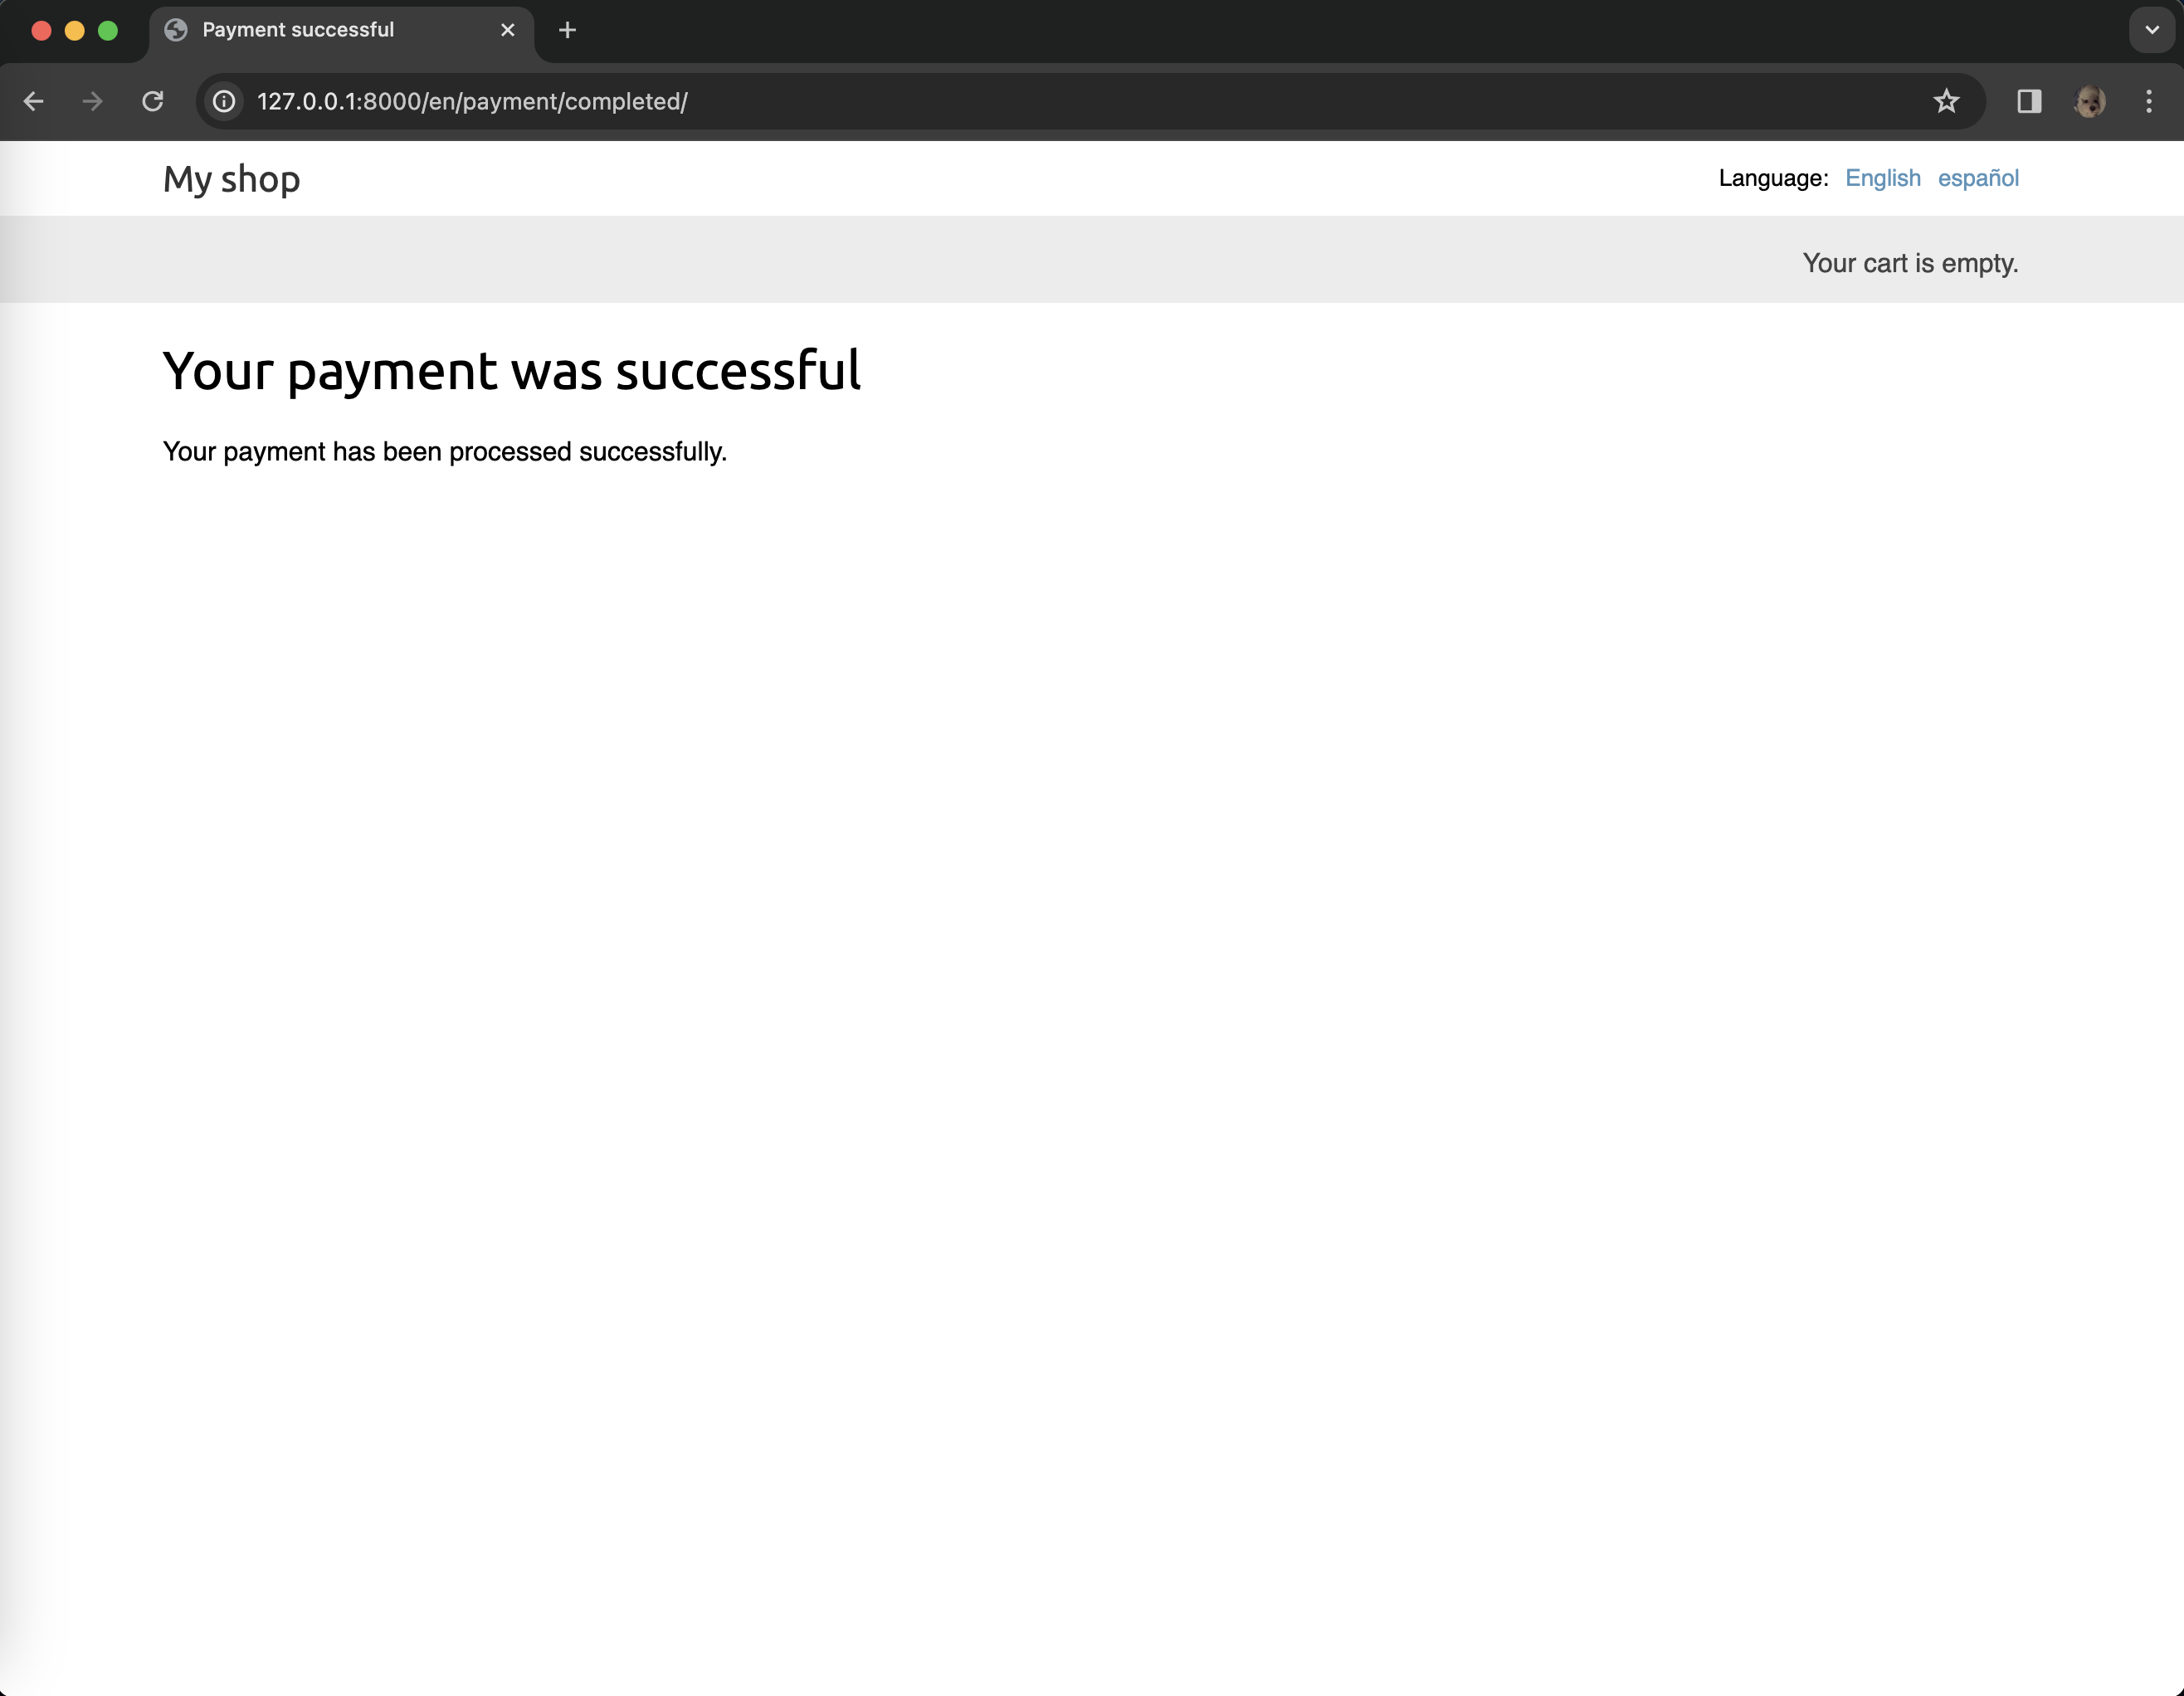 Payment successful
127.0.0.1:8000/en/payment/completed/
My shop
Language: English español
Your cart is empty.
Your payment was successful
Your payment has been processed successfully.